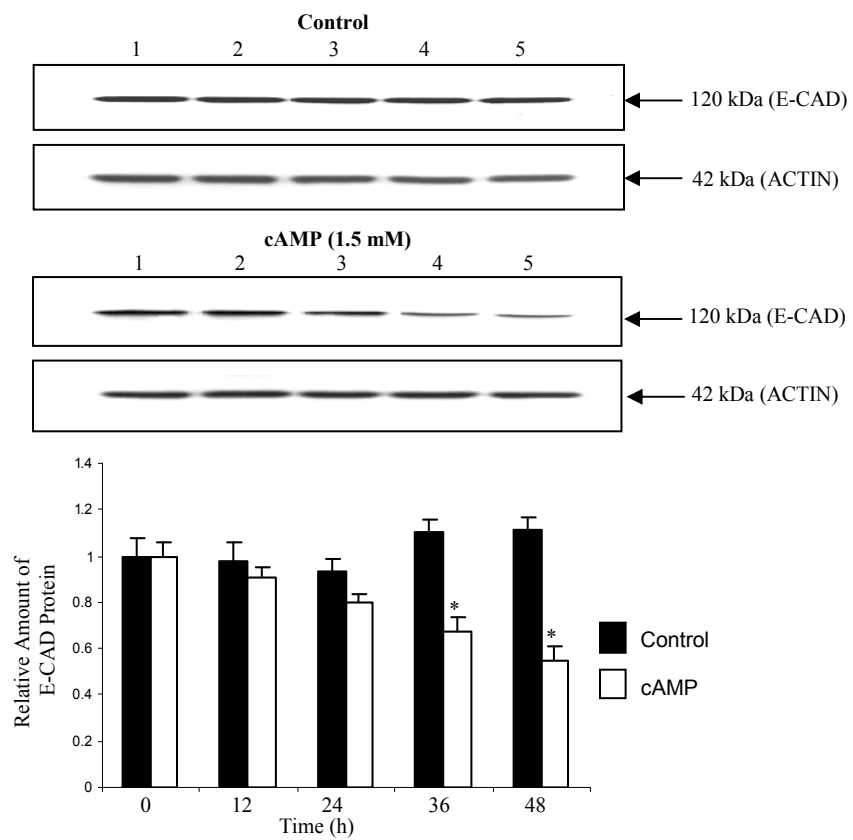 Control
1 2 3 4 5
120 kDa (E-CAD)
42 kDa (ACTIN)
cAMP (1.5 mM)
1 2 3 4 5
120 kDa (E-CAD)
42 kDa (ACTIN)
Relative Amount of
E-CAD Protein
1.4
1.2
1
0.8
0.6
0.4
0.2
0
* *
Control
cAMP
0 12 24 36 48
Time (h)